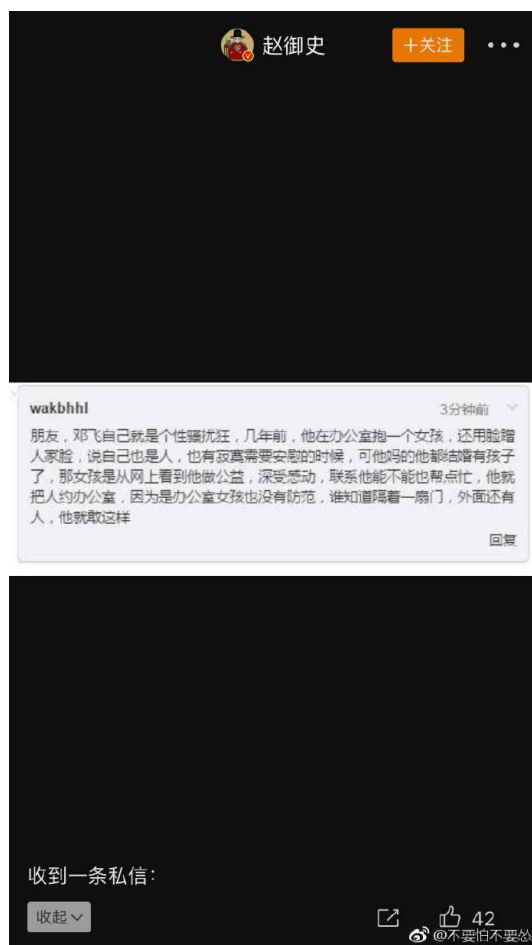 赵御史
十关注
wakbhhl
3分钟前
朋友，邓飞自己就是个性骚扰狂，几年前，他在办公室抱一个女孩，还用脸蹭
人家脸，说自己也是人，也有寂寞需要安慰的时候，可他妈的他都结婚有孩子
了，那女孩是从网上看到他做公益，深受感动，联系他能不能也帮点忙，他就
把人约办公室，因为是办公室女孩也没有防范，谁知道隔着一扇门，外面还有
人，他就敢这样
回复
收到一条私信：
收起
42
@不要怕不要怂